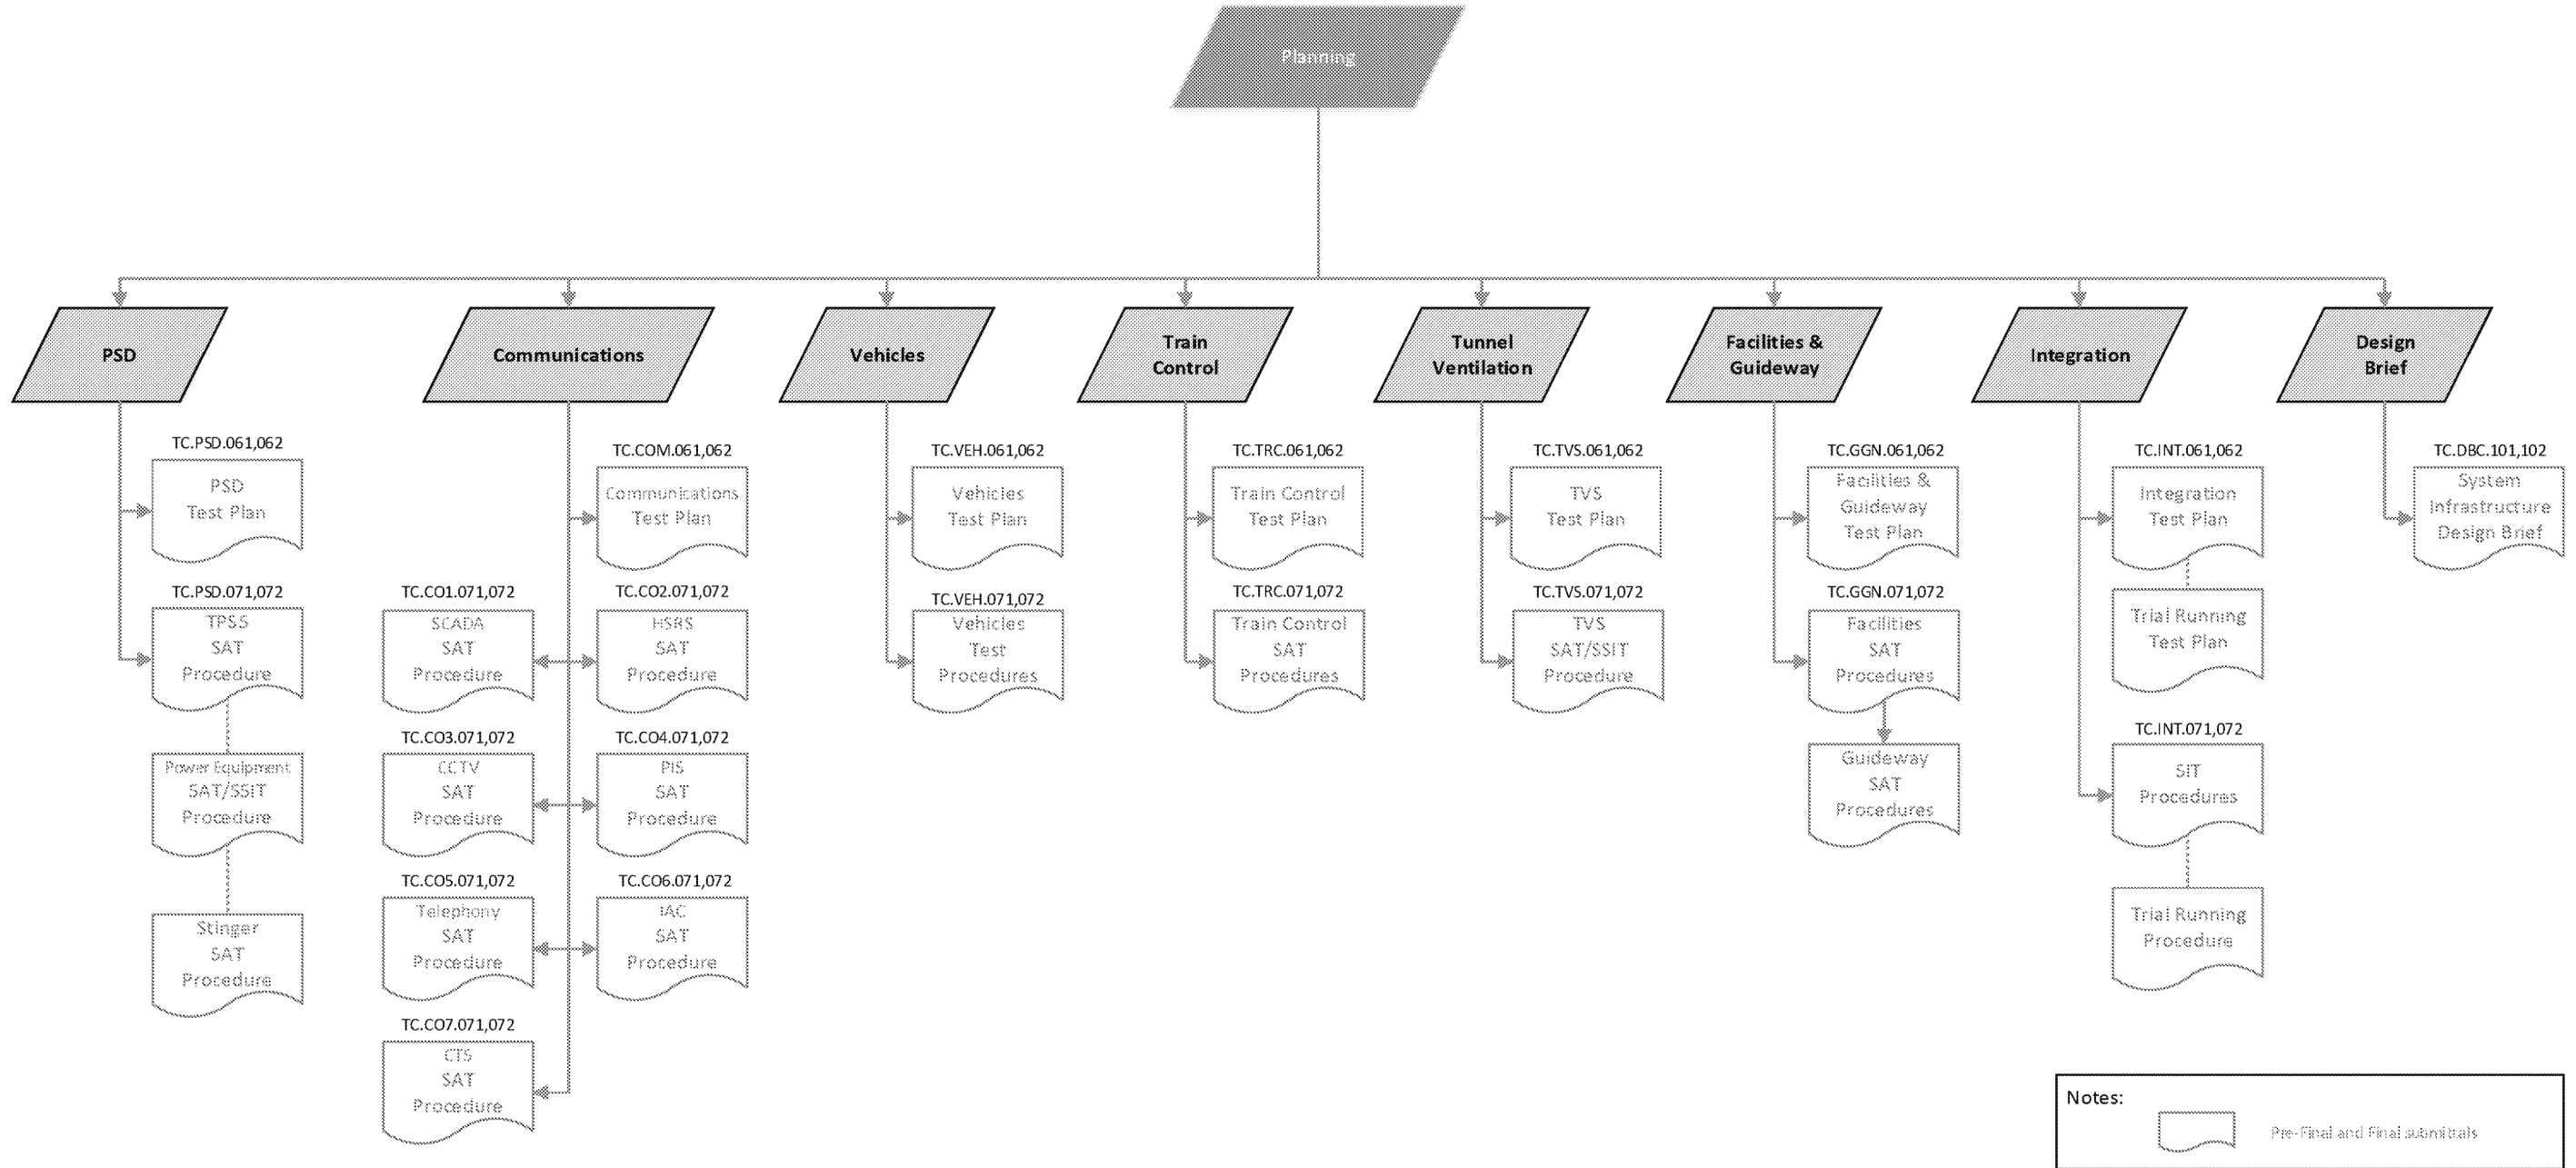 Planning
PSD
Communications
Vehicles
Train
Control
Tunnel
Ventilation
Facilities &
Guideway
Integration
Design
Brief
TC.PSD.061,062
PSD
Test Plan
TC.PSD.071,072
TPSS
SAT
Procedure
Power Equipment
SAT/SSIT
Procedure
Stinger
SAT
Procedure
TC.COM.061,062
Communications
Test Plan
TC.CO1.071,072
SCADA
SAT
Procedure
TC.CO2.071,072
HSRS
SAT
Procedure
TC.CO3.071,072
CCTV
SAT
Procedure
TC.CO4.071,072
PIS
SAT
Procedure
TC.CO5.071,072
Telephony
SAT
Procedure
TC.CO6.071,072
IAC
SAT
Procedure
TC.CO7.071,072
CTS
SAT
Procedure
TC.VEH.061,062
Vehicles
Test Plan
TC.VEH.071,072
Vehicles
Test
Procedures
TC.TRC.061,062
Train Control
Test Plan
TC.TRC.071,072
Train Control
SAT
Procedures
TC.TVS.061,062
TVS
Test Plan
TC.TVS.071,072
TVS
SAT/SSIT
Procedure
TC.GGN.061,062
Facilities &
Guideway
Test Plan
TC.GGN.071,072
Facilities
SAT
Procedures
Guideway
SAT
Procedures
TC.INT.061,062
Integration
Test Plan
Trial Running
Test Plan
TC.INT.071,072
SIT
Procedures
Trial Running
Procedure
TC.DBC.101,102
System
Infrastructure
Design Brief
Notes:
Pre-Final and Final submittals